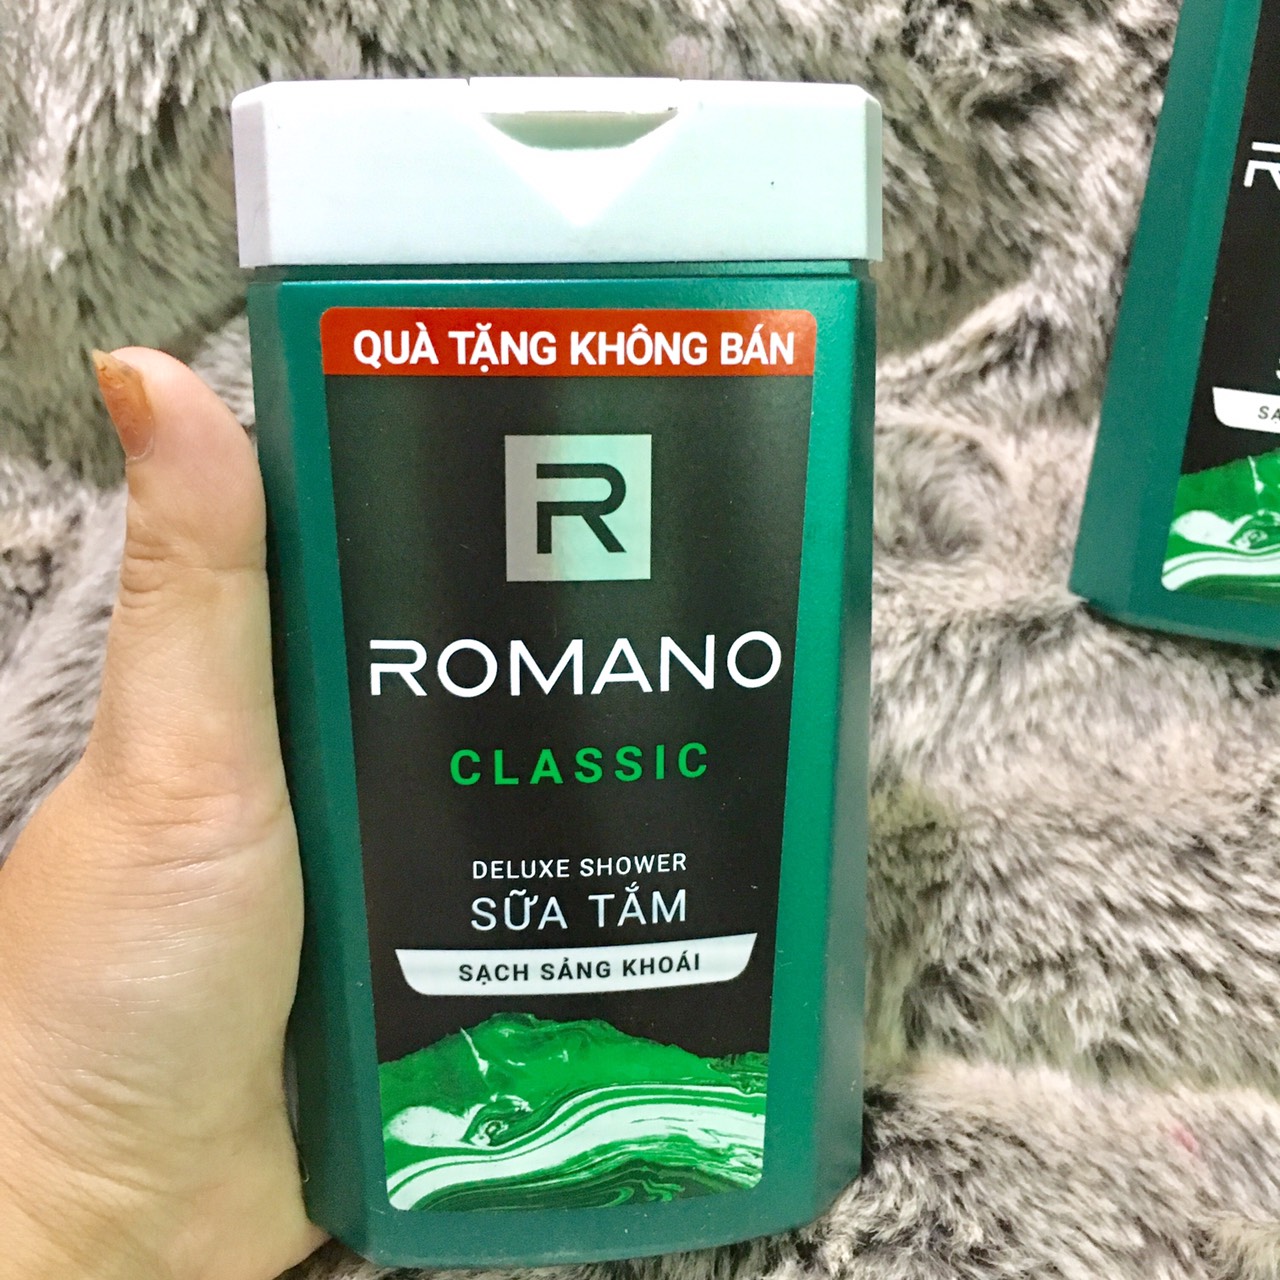 QUÀ TẶNG KHÔNG BÁN
R
ROMANO
CLASSIC
DELUXE SHOWER
SỮA TẮM
SẠCH SẢNG KHOÁI